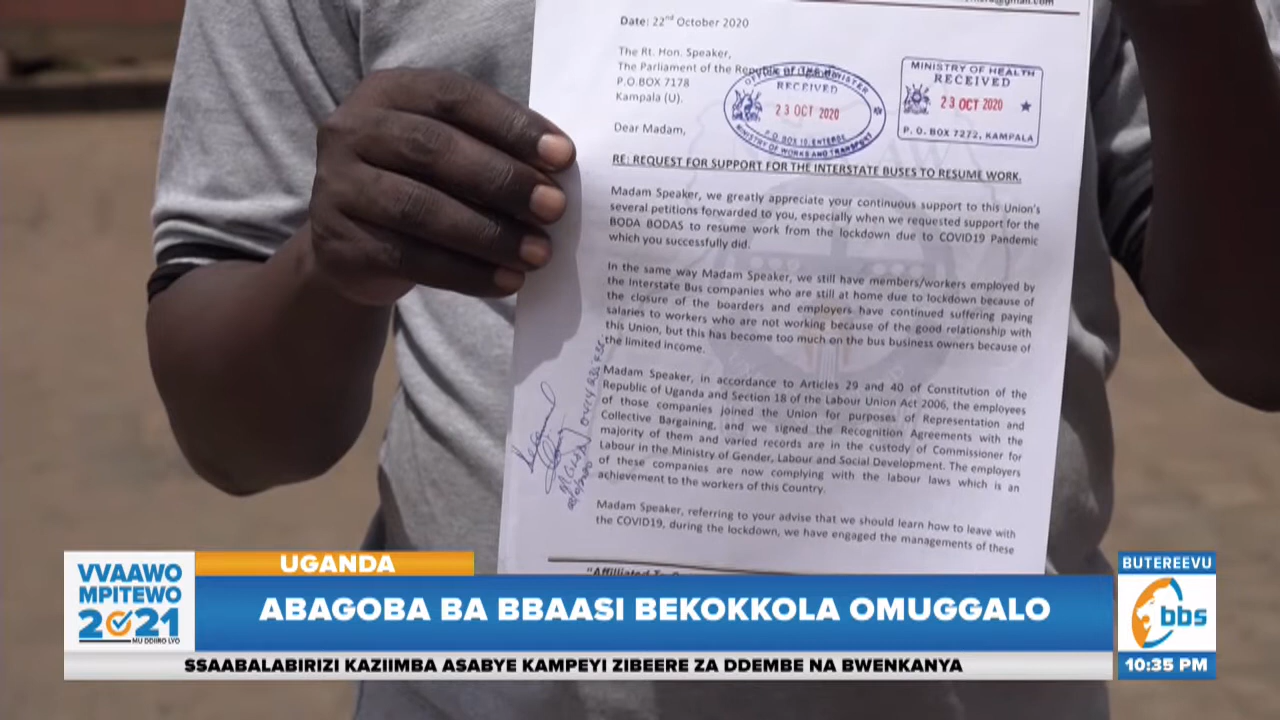 Date: 22nd October 2020
The Rt. Hon. Speaker,
The Parliament of the Republic of Uganda
P.O.BOX 7178
Kampala (U).
OFFICE OF THE MINISTER
RECEIVED
23 OCT 2020
P.O. BOX 10, ENTEBBE
MINISTRY OF WORKS AND TRANSPORT
MINISTRY OF HEALTH
RECEIVED
23 OCT 2020
P. O. BOX 7272, KAMPALA
Dear Madam,
RE: REQUEST FOR SUPPORT FOR THE INTERSTATE BUSES TO RESUME WORK.
Madam Speaker, we greatly appreciate your continuous support to this Union's
several petitions forwarded to you, especially when we requested support for the
BODA BODAS to resume work from the lockdown due to COVID19 Pandemic
which you successfully did.
In the same way Madam Speaker, we still have members/workers employed by
the Interstate Bus companies who are still at home due to lockdown because of
the closure of the boarders and employers have continued suffering paying
salaries to workers who are not working because of the good relationship with
this Union, but this has become too much on the bus business owners because of
the limited income.
Madam Speaker, in accordance to Articles 29 and 40 of Constitution of the
Republic of Uganda and Section 18 of the Labour Union Act 2006, the employees
of those companies joined the Union for purposes of Representation and
Collective Bargaining, and we signed the Recognition Agreements with the
majority of them and varied records are in the custody of Commissioner for
Labour in the Ministry of Gender, Labour and Social Development. The employers
of these companies are now complying with the labour laws which is an
achievement to the workers of this Country.
Madam Speaker, referring to your advise that we should learn how to leave with
the COVID19, during the lockdown, we have engaged the managements of these
VVAAWO
MPITEWO
2021
MU DDIIRO LYO
UGANDA
ABAGOBA BA BBAASI BEKOKKOLA OMUGGALO
SSAABALABIRIZI KAZIIMBA ASABYE KAMPEYI ZIBEERE ZA DDEMBE NA BWENKANYA
BUTEREEVU
bbs
10:35 PM